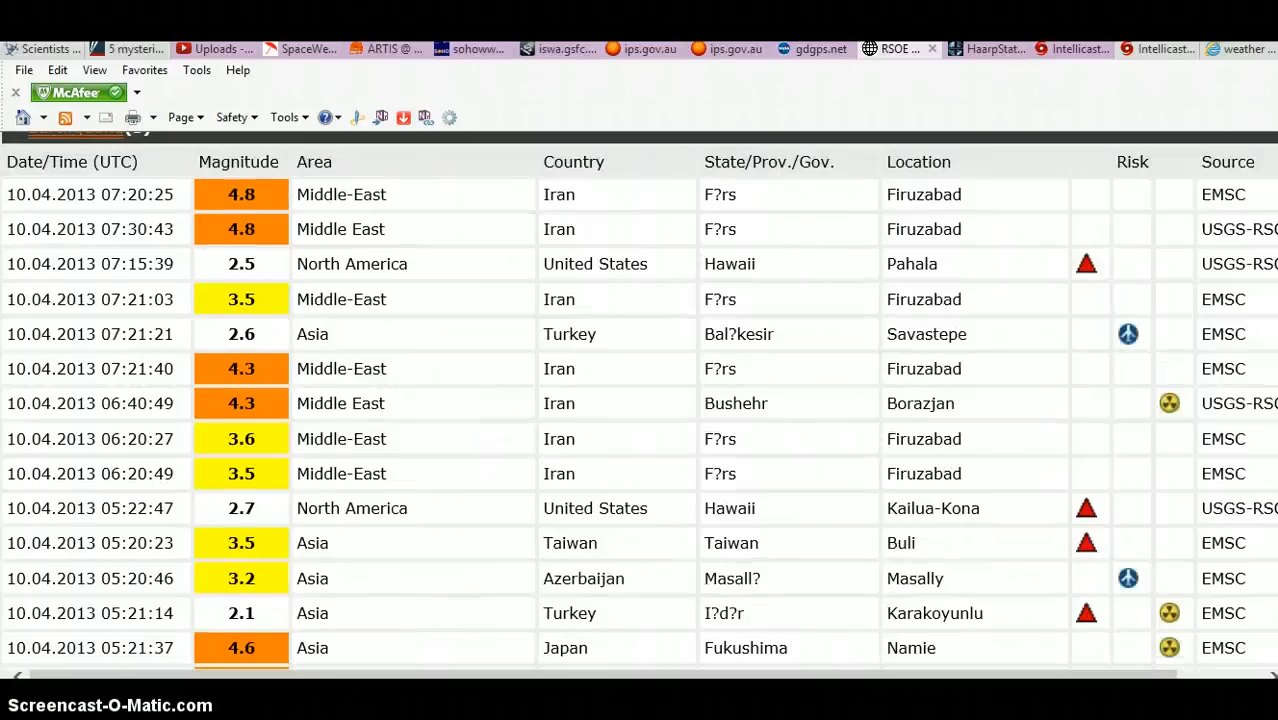 Scientists ... 5 mysteri... Uploads -... SpaceWe... ARTIS @ ... sohoww... iswa.gsfc... ips.gov.au ips.gov.au gdgps.net RSOE ... HaarpStat... Intellicast... Intellicast... weather ...
File Edit View Favorites Tools Help
McAfee
Page Safety Tools
Date/Time (UTC) Magnitude Area Country State/Prov./Gov. Location Risk Source
10.04.2013 07:20:25 4.8 Middle-East Iran F?rs Firuzabad EMSC
10.04.2013 07:30:43 4.8 Middle East Iran F?rs Firuzabad USGS-RSO
10.04.2013 07:15:39 2.5 North America United States Hawaii Pahala USGS-RSO
10.04.2013 07:21:03 3.5 Middle-East Iran F?rs Firuzabad EMSC
10.04.2013 07:21:21 2.6 Asia Turkey Bal?kesir Savastepe EMSC
10.04.2013 07:21:40 4.3 Middle-East Iran F?rs Firuzabad EMSC
10.04.2013 06:40:49 4.3 Middle East Iran Bushehr Borazjan USGS-RSO
10.04.2013 06:20:27 3.6 Middle-East Iran F?rs Firuzabad EMSC
10.04.2013 06:20:49 3.5 Middle-East Iran F?rs Firuzabad EMSC
10.04.2013 05:22:47 2.7 North America United States Hawaii Kailua-Kona USGS-RSO
10.04.2013 05:20:23 3.5 Asia Taiwan Taiwan Buli EMSC
10.04.2013 05:20:46 3.2 Asia Azerbaijan Masall? Masally EMSC
10.04.2013 05:21:14 2.1 Asia Turkey I?d?r Karakoyunlu EMSC
10.04.2013 05:21:37 4.6 Asia Japan Fukushima Namie EMSC
Screencast-O-Matic.com